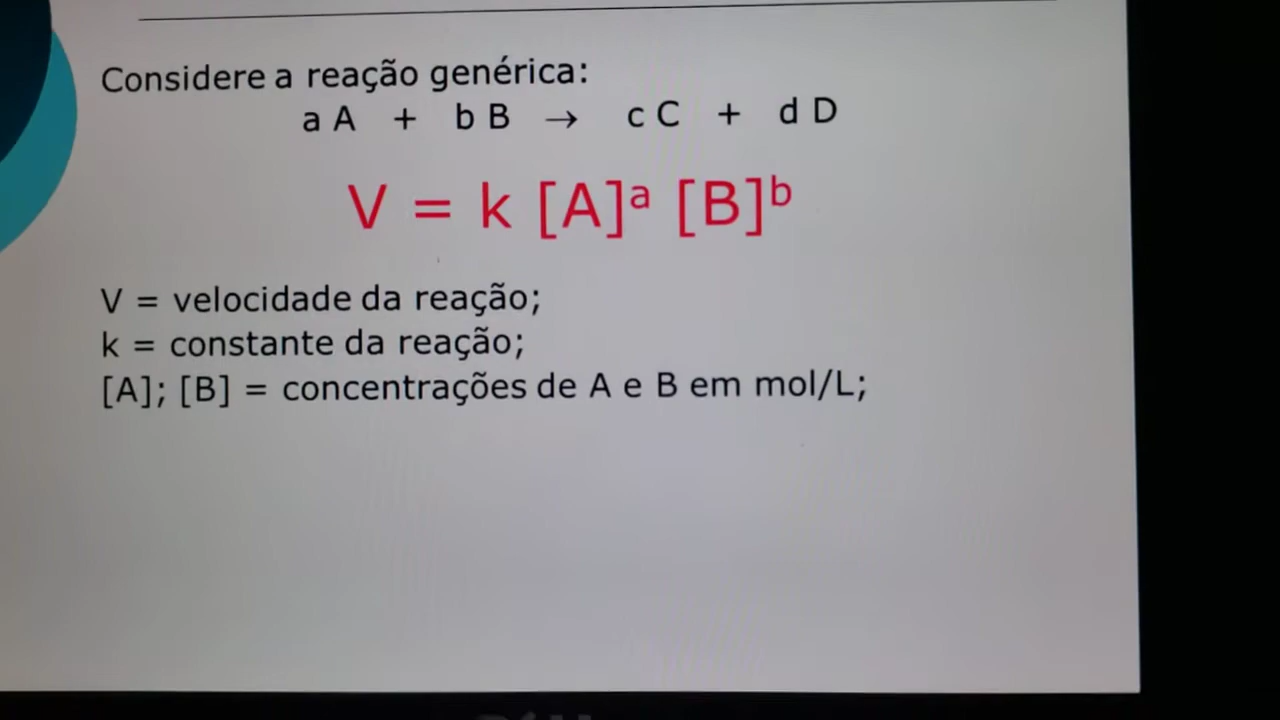 Considere a reação genérica:
a A + b B → c C + d D
V = k [A]ᵃ [B]ᵇ
V = velocidade da reação;
k = constante da reação;
[A]; [B] = concentrações de A e B em mol/L;